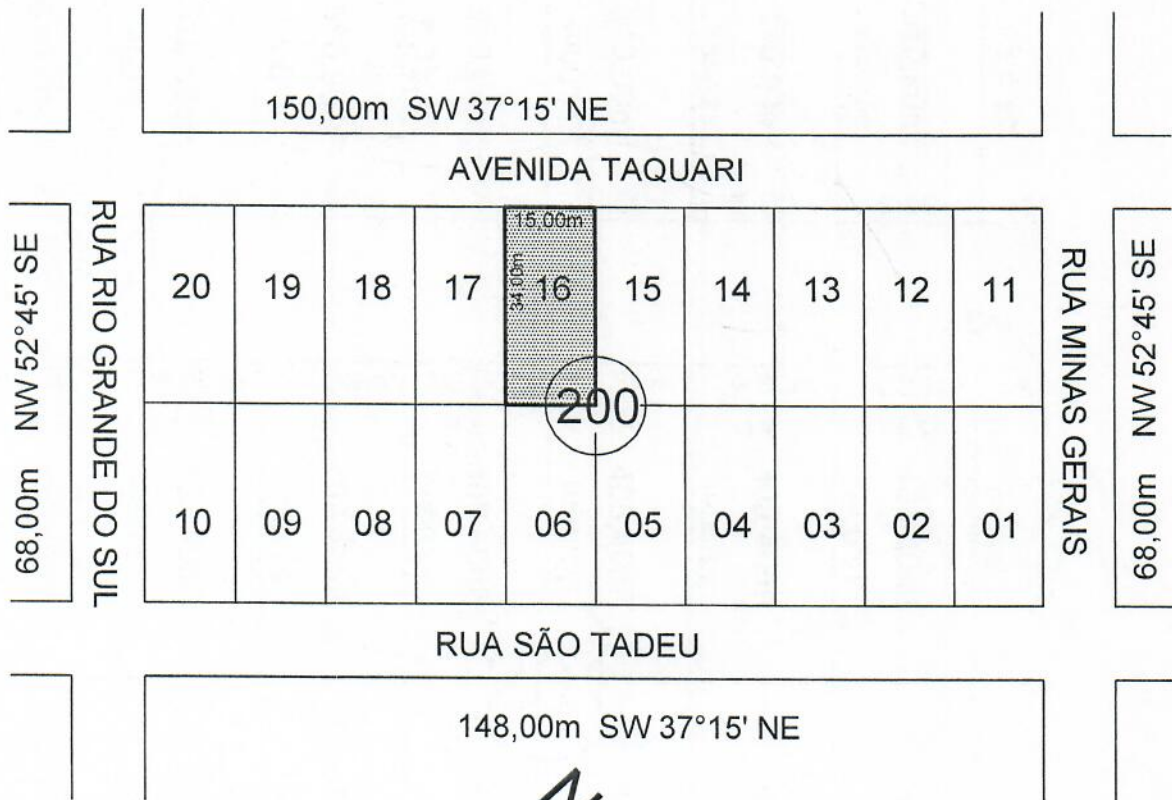 150,00m SW 37°15' NE
AVENIDA TAQUARI
68,00m NW 52°45' SE
RUA RIO GRANDE DO SUL
15,00m
34,00m
20 19 18 17 16 15 14 13 12 11
200
10 09 08 07 06 05 04 03 02 01
RUA MINAS GERAIS
68,00m NW 52°45' SE
RUA SÃO TADEU
148,00m SW 37°15' NE